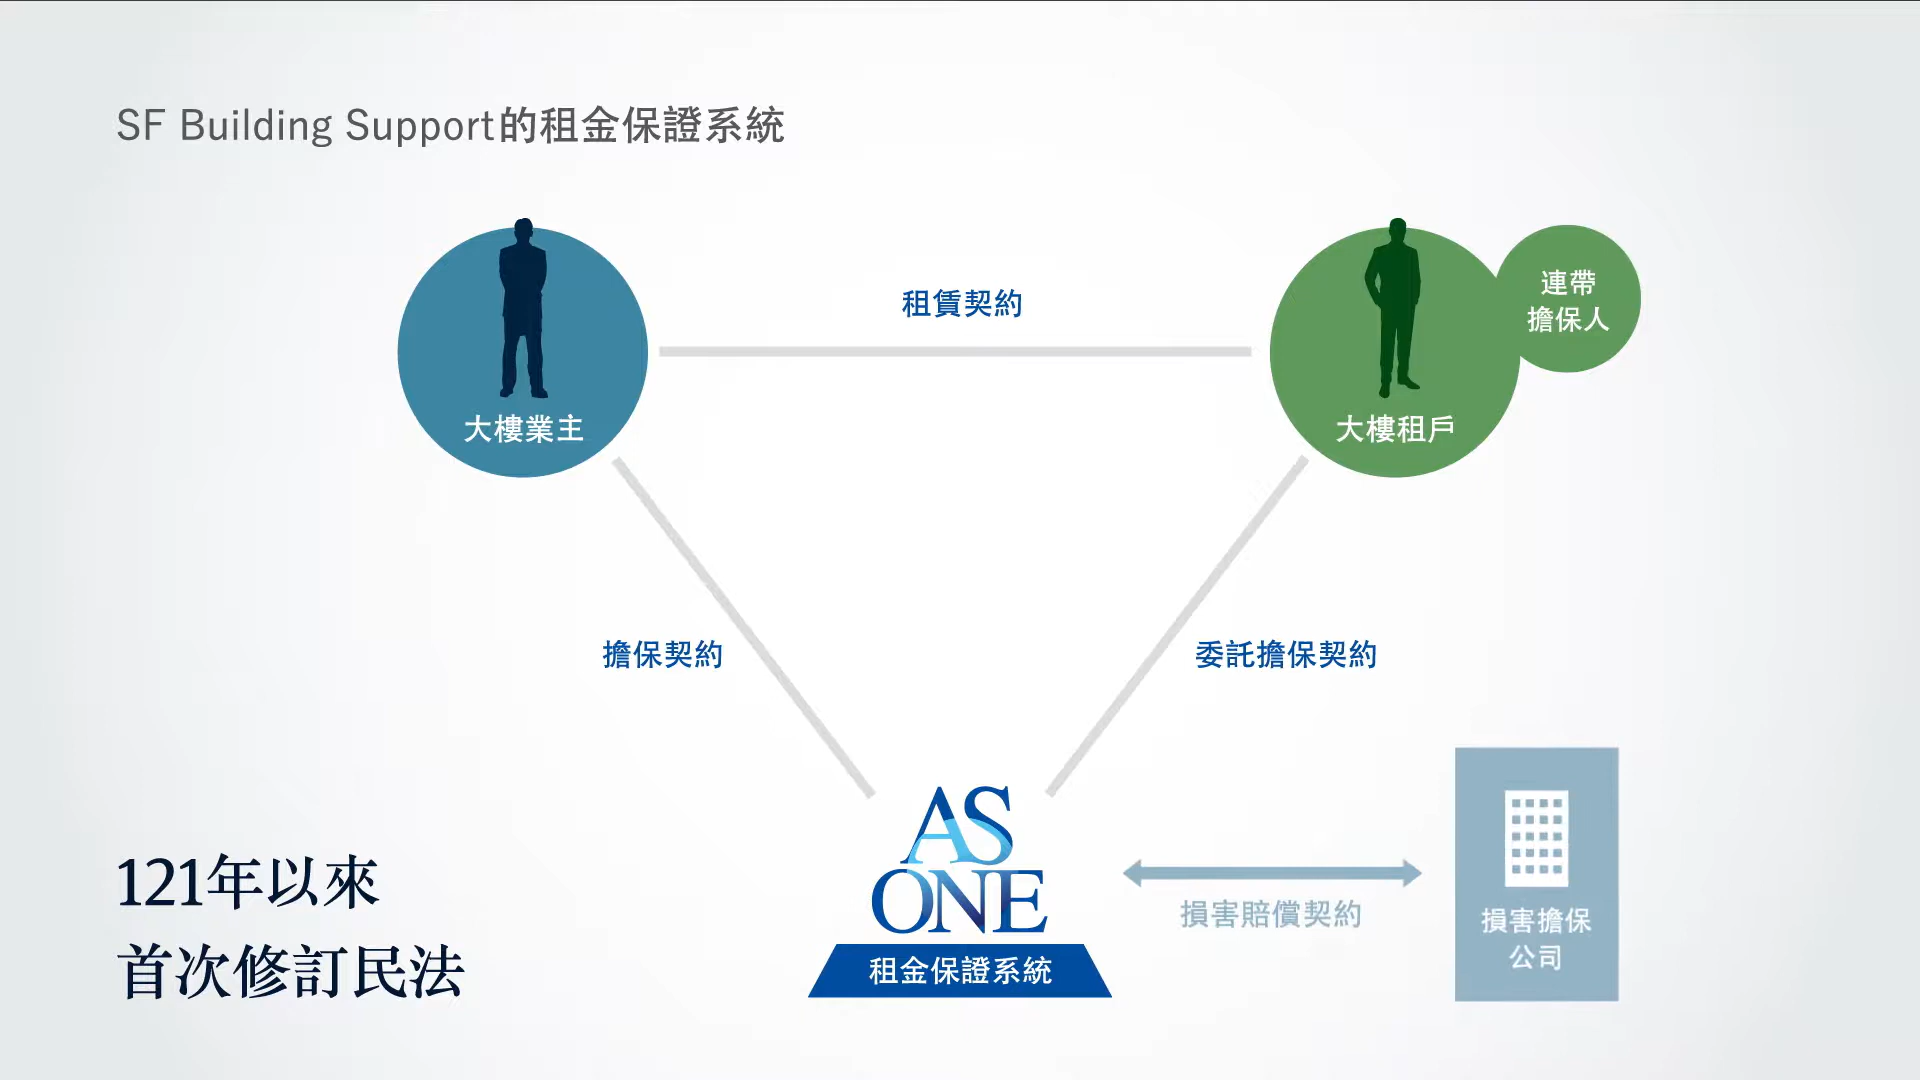 SF Building Support的租金保證系統
大樓業主
租賃契約
大樓租戶
連帶
擔保人
擔保契約
委託擔保契約
AS
ONE
租金保證系統
損害賠償契約
損害擔保
公司
121年以來
首次修訂民法